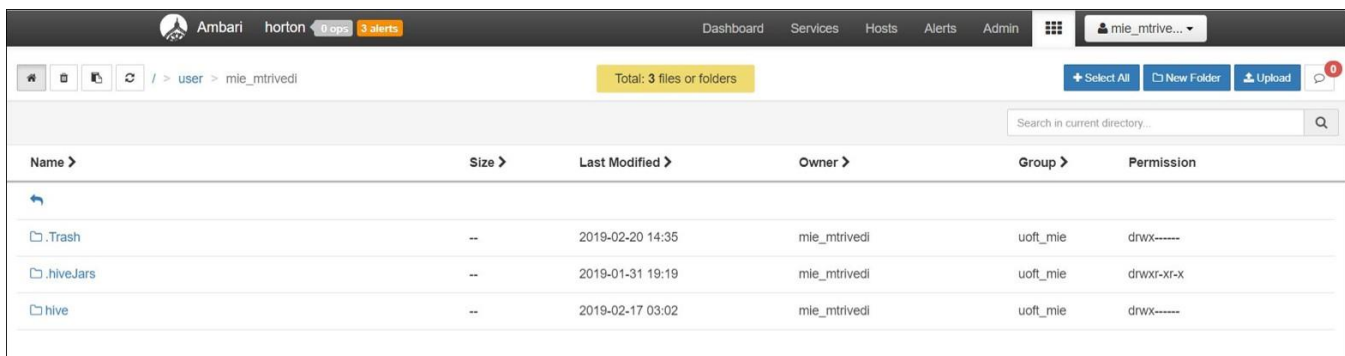 Ambari horton 0 ops 3 alerts Dashboard Services Hosts Alerts Admin mie_mtrive...
/ > user > mie_mtrivedi Total: 3 files or folders Select All New Folder Upload 0
Search in current directory...
Name Size Last Modified Owner Group Permission
.Trash -- 2019-02-20 14:35 mie_mtrivedi uoft_mie drwx------
.hiveJars -- 2019-01-31 19:19 mie_mtrivedi uoft_mie drwxr-xr-x
hive -- 2019-02-17 03:02 mie_mtrivedi uoft_mie drwx------